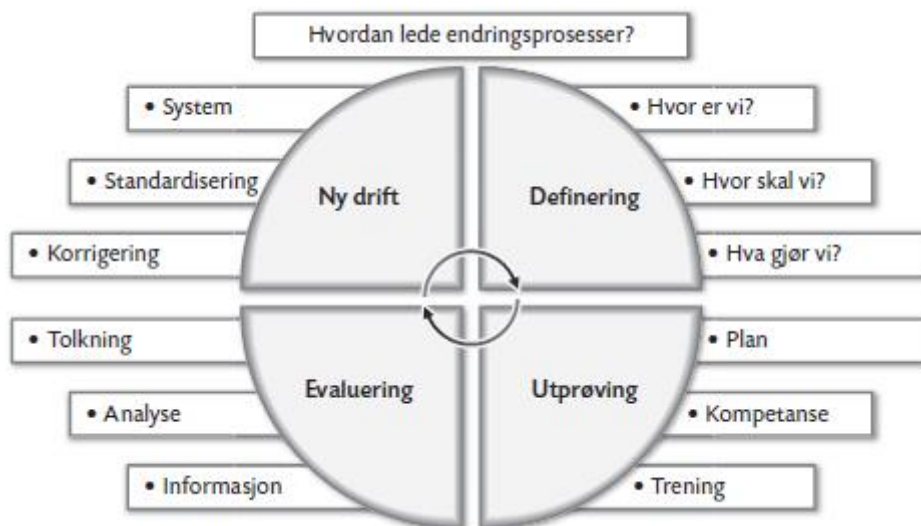 Hvordan lede endringsprosesser?
• System
• Hvor er vi?
• Standardisering
Ny drift
Definering
• Hvor skal vi?
• Korrigering
• Hva gjør vi?
• Tolkning
• Plan
Evaluering
Utprøving
• Analyse
• Kompetanse
• Informasjon
• Trening